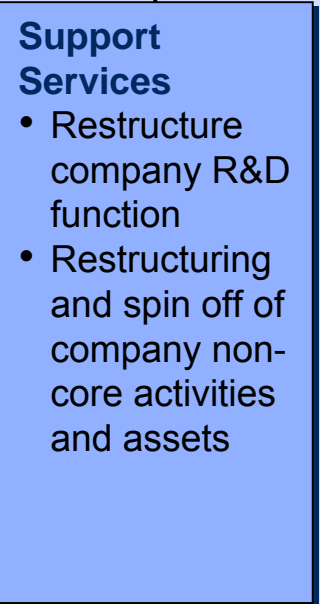 Support
Services
• Restructure
company R&D
function
• Restructuring
and spin off of
company non-
core activities
and assets